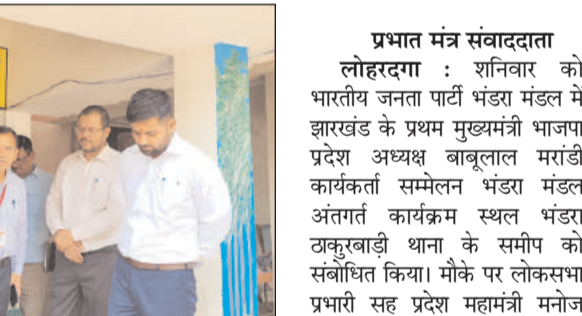 प्रभात मंत्र संवाददाता
लोहरदगा : शनिवार को
भारतीय जनता पार्टी भंडरा मंडल में
झारखंड के प्रथम मुख्यमंत्री भाजपा
प्रदेश अध्यक्ष बाबूलाल मरांडी
कार्यकर्ता सम्मेलन भंडरा मंडल
अंतगर्त कार्यक्रम स्थल भंडरा
ठाकुरबाड़ी थाना के समीप को
संबोधित किया। मौके पर लोकसभा
प्रभारी सह प्रदेश महामंत्री मनोज